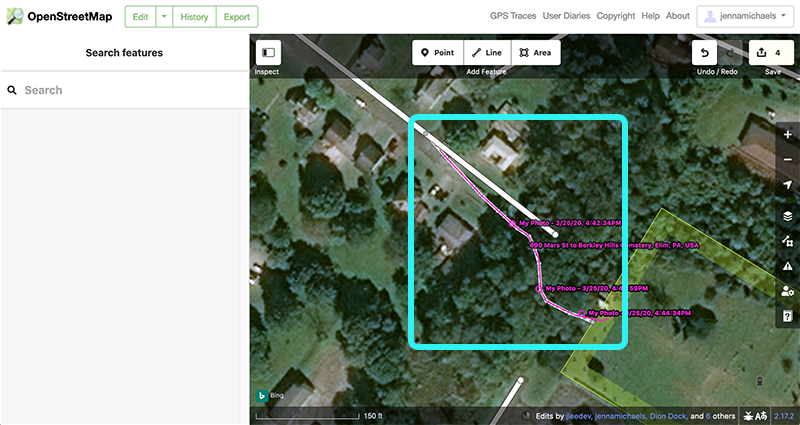 OpenStreetMap
Edit
History
Export
GPS Traces
User Diaries
Copyright
Help
About
jennamichaels
Search features
Search
Inspect
Point
Line
Area
Add Feature
Undo / Redo
4
Save
My Photo - 3/25/20, 4:42:34PM
490 Mars St to Berkley Hills Cemetery, Elim, PA, USA
My Photo - 3/25/20, 4:43:59PM
My Photo - 3/25/20, 4:44:34PM
Bing
150 ft
Edits by jleedev, jennamichaels, Dion Dock, and 6 others
2.17.2